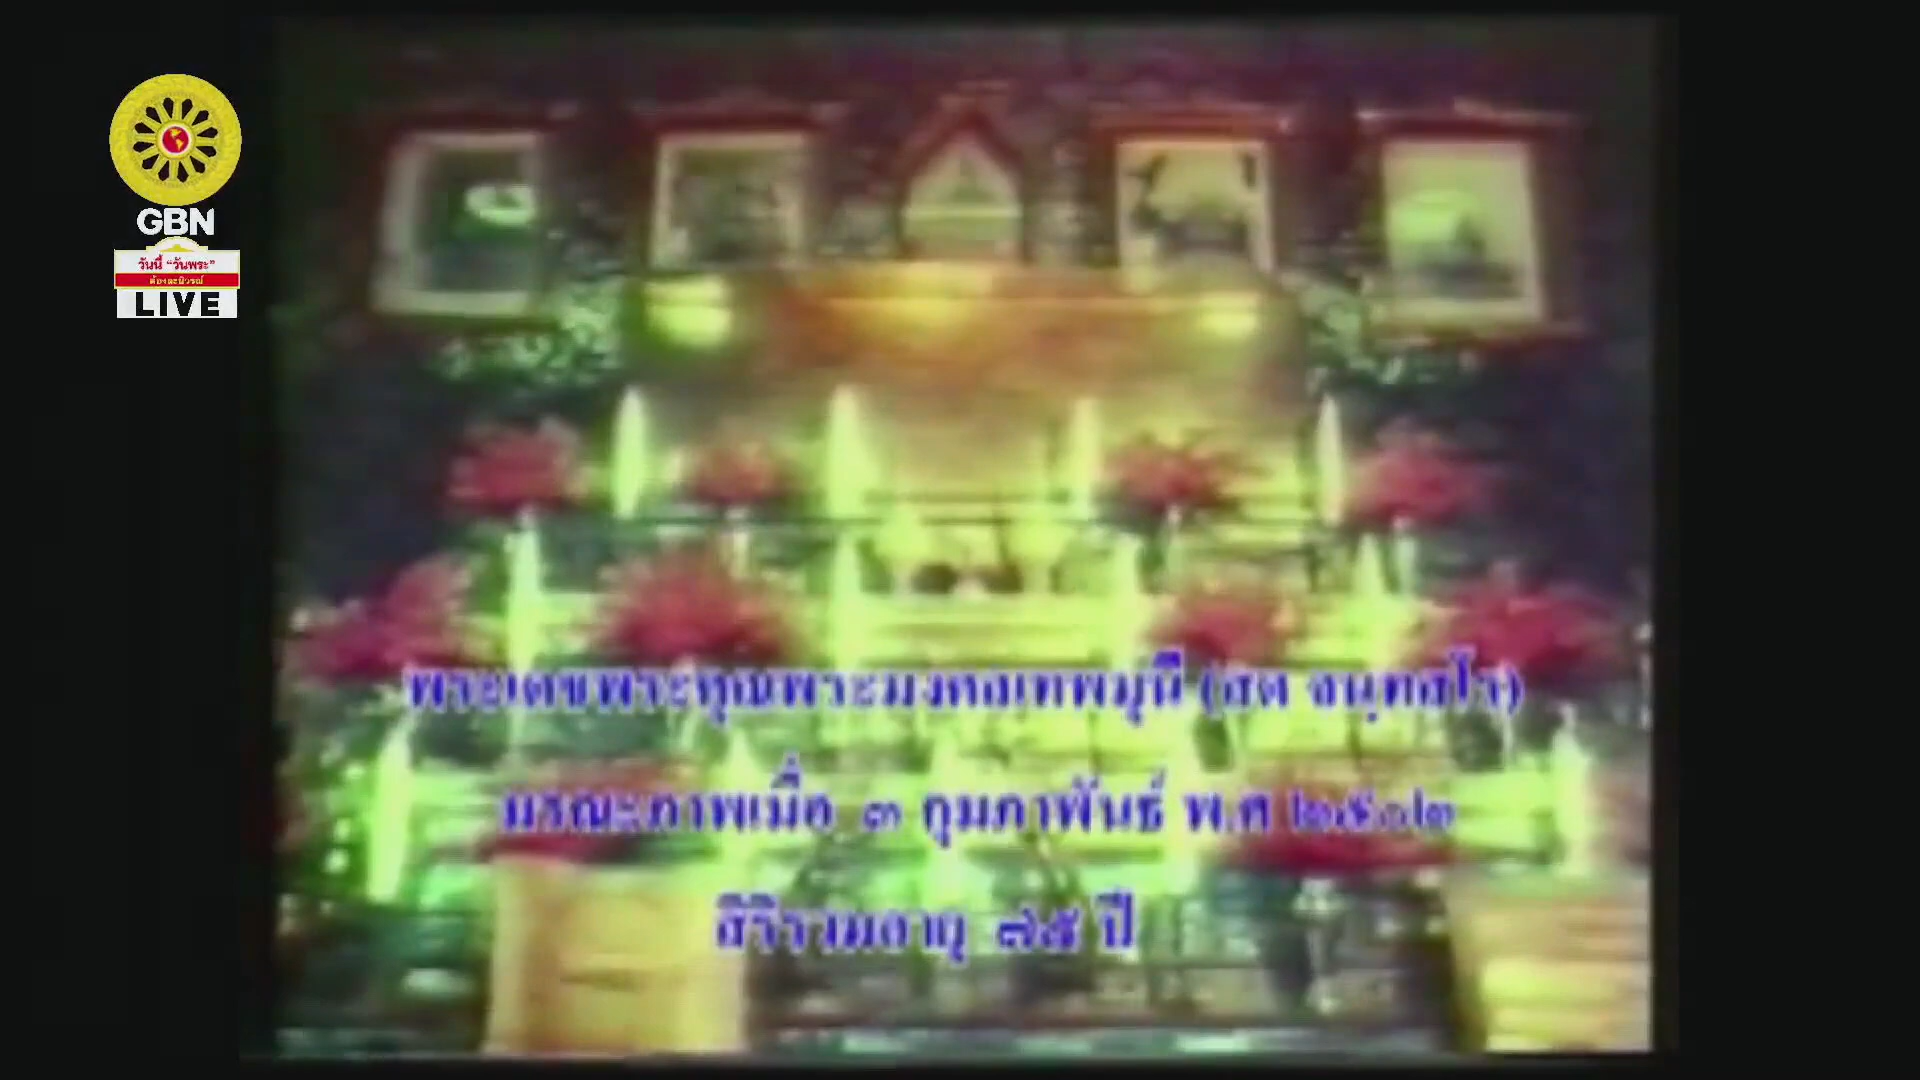 GBN
วันนี้ "วันพระ"
LIVE
พระเดชพระคุณพระมงคลเทพมุนี (สด จนฺทสโร)
มรณะภาพเมื่อ ๓ กุมภาพันธ์ พ.ศ ๒๕๐๒
สิริรวมอายุ ๗๕ ปี